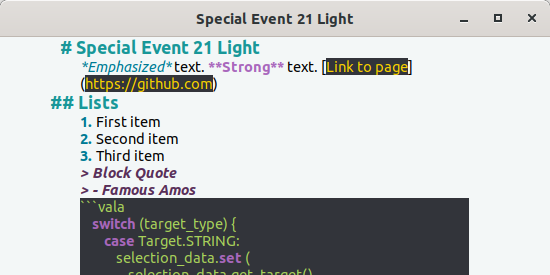 Special Event 21 Light
# Special Event 21 Light
*Emphasized* text. **Strong** text. [Link to page]
(https://github.com)
## Lists
1. First item
2. Second item
3. Third item
> Block Quote
> - Famous Amos
```vala
switch (target_type) {
case Target.STRING:
selection_data.set (
selection_data.get_target()